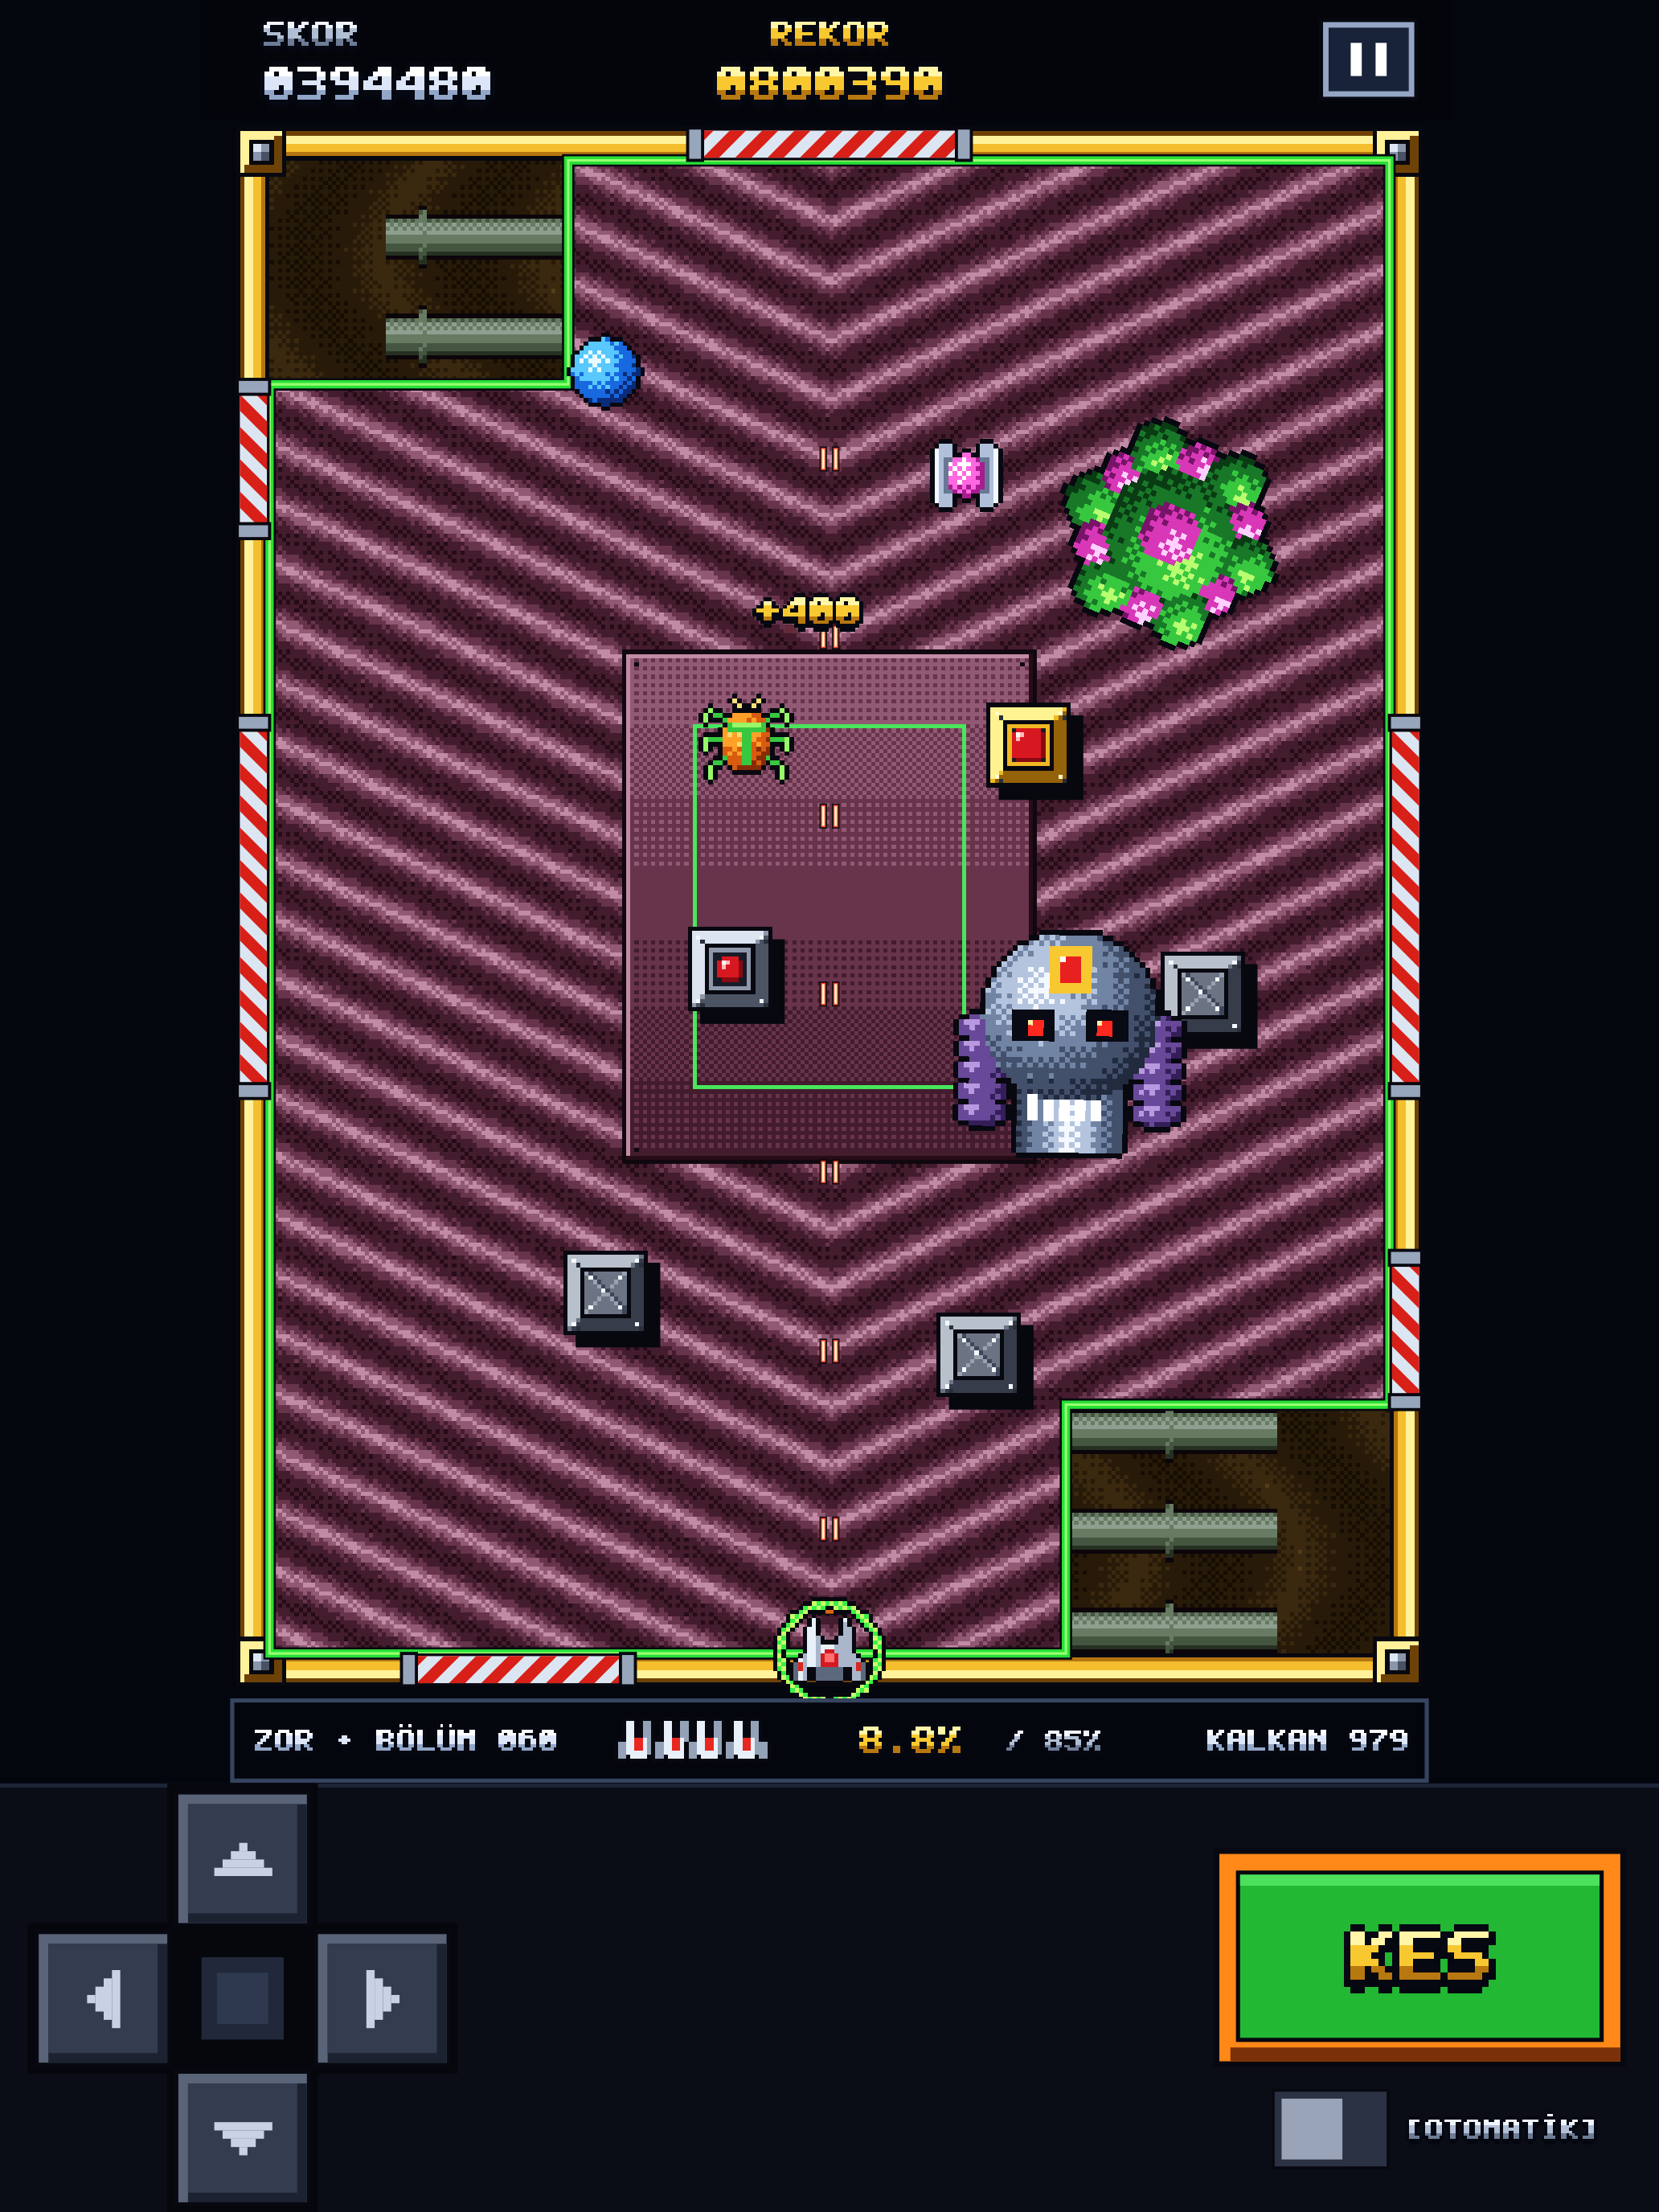 SKOR
REKOR
0394480
0800390
+400
ZOR · BÖLÜM 060
8.8% / 85%
KALKAN 979
KES
[OTOMATİK]